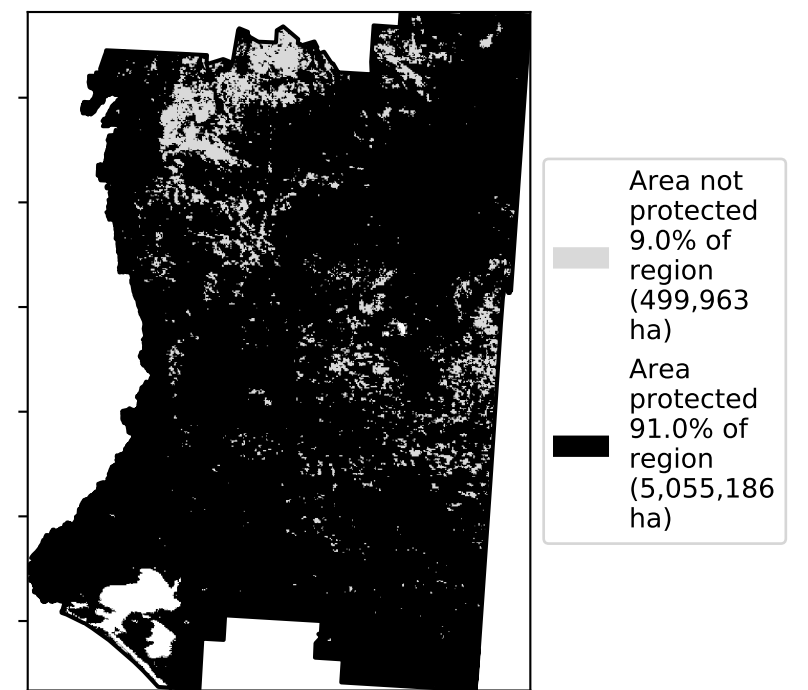 Area not
protected
9.0% of
region
(499,963
ha)
Area
protected
91.0% of
region
(5,055,186
ha)